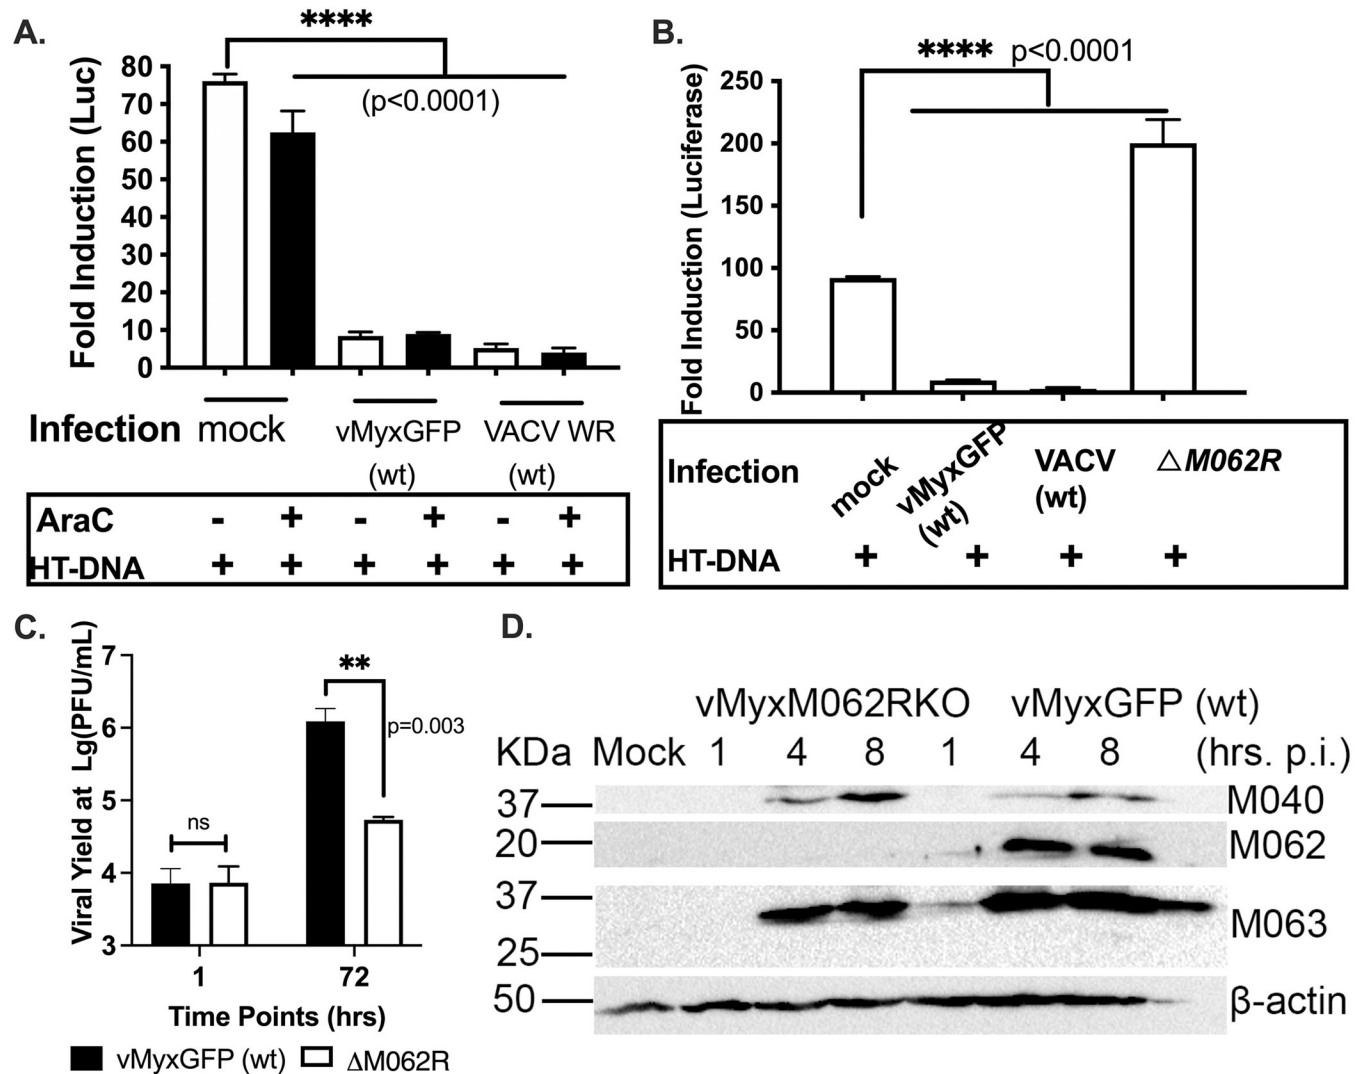 A.
****
(p<0.0001)
Fold Induction (Luc)
80
70
60
50
40
30
20
10
0
Infection mock vMyxGFP (wt) VACV WR (wt)
AraC - + - + - +
HT-DNA + + + + + +
B.
**** p<0.0001
Fold Induction (Luciferase)
250
200
150
100
50
0
Infection mock vMyxGFP (wt) VACV (wt) △M062R
HT-DNA + + + +
C.
Viral Yield at Lg(PFU/mL)
7
6
5
4
3
ns
**
p=0.003
1 72
Time Points (hrs)
vMyxGFP (wt) ΔM062R
D.
vMyxM062RKO vMyxGFP (wt)
KDa Mock 1 4 8 1 4 8 (hrs. p.i.)
37 M040
20 M062
37
M063
25
50 β-actin